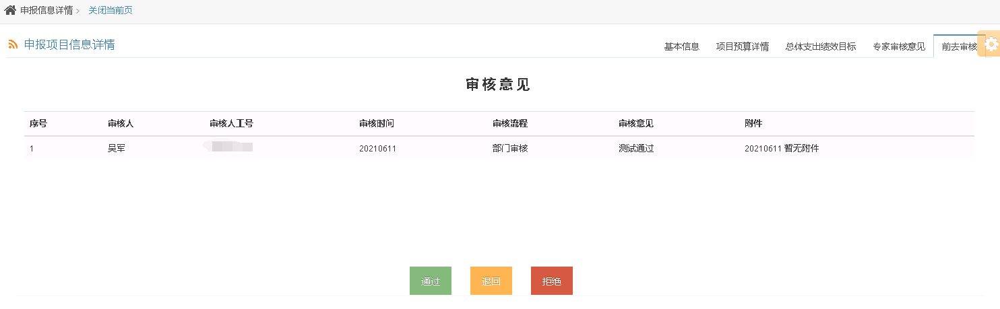 申报信息详情 关闭当前页
申报项目信息详情 基本信息 项目预算详情 总体支出绩效目标 专家审核意见 前去审核
审核意见
序号 审核人 审核人工号 审核时间 审核流程 审核意见 附件
1 吴军 20210611 部门审核 测试通过 20210611 暂无附件
通过 退回 拒绝